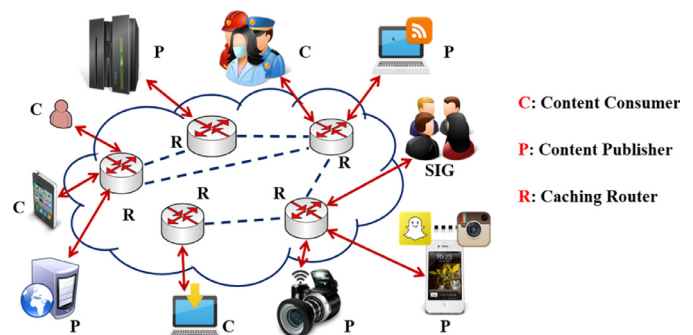 P
C
P
C
R
R
C: Content Consumer
SIG
P: Content Publisher
C
R
R
R
R: Caching Router
P
C
P
P